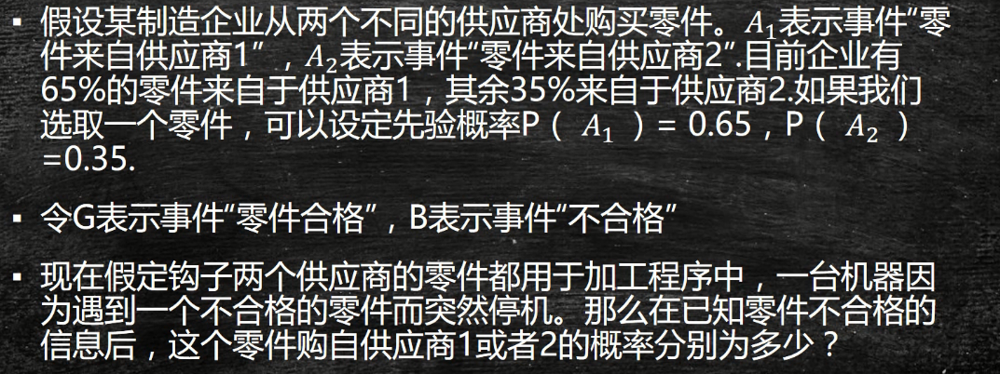 ▪ 假设某制造企业从两个不同的供应商处购买零件。A₁表示事件“零
件来自供应商1” , A₂表示事件“零件来自供应商2”.目前企业有
65%的零件来自于供应商1，其余35%来自于供应商2.如果我们
选取一个零件，可以设定先验概率P（ A₁ ）= 0.65，P（ A₂ ）
=0.35.
▪ 令G表示事件“零件合格”，B表示事件“不合格”
▪ 现在假定钩子两个供应商的零件都用于加工程序中，一台机器因
为遇到一个不合格的零件而突然停机。那么在已知零件不合格的
信息后，这个零件购自供应商1或者2的概率分别为多少？